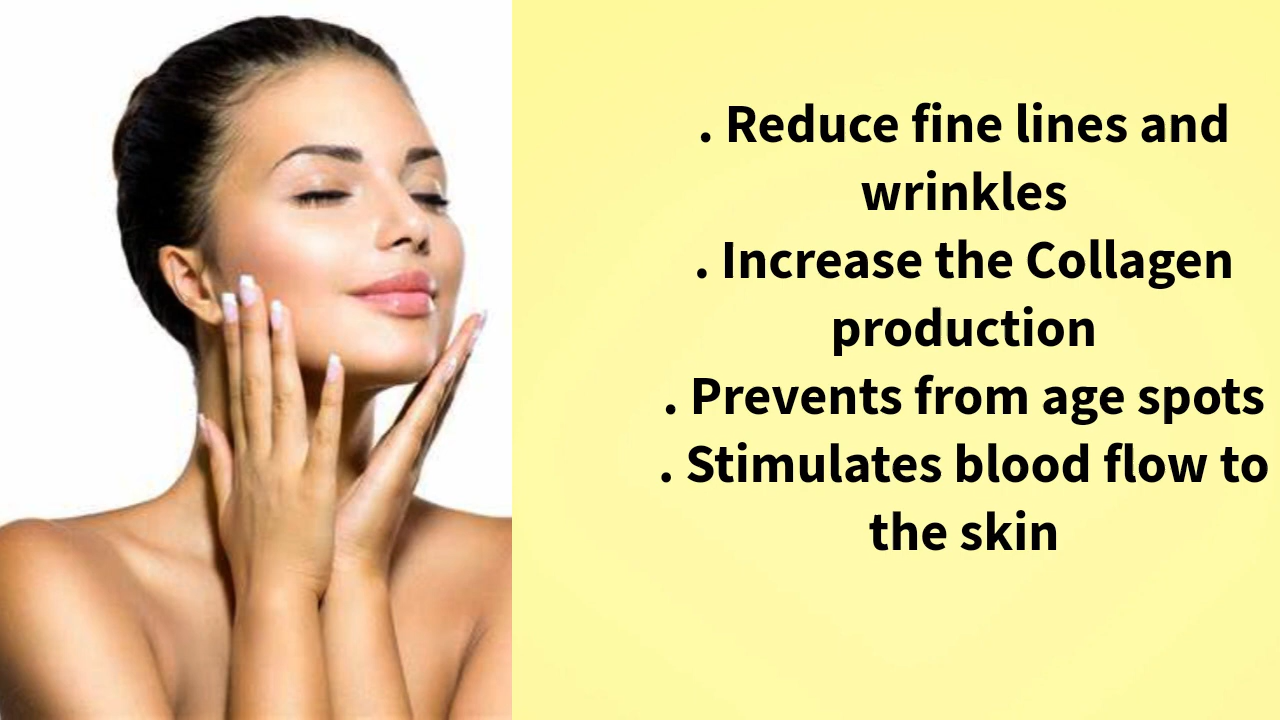 . Reduce fine lines and
wrinkles
. Increase the Collagen
production
. Prevents from age spots
. Stimulates blood flow to
the skin